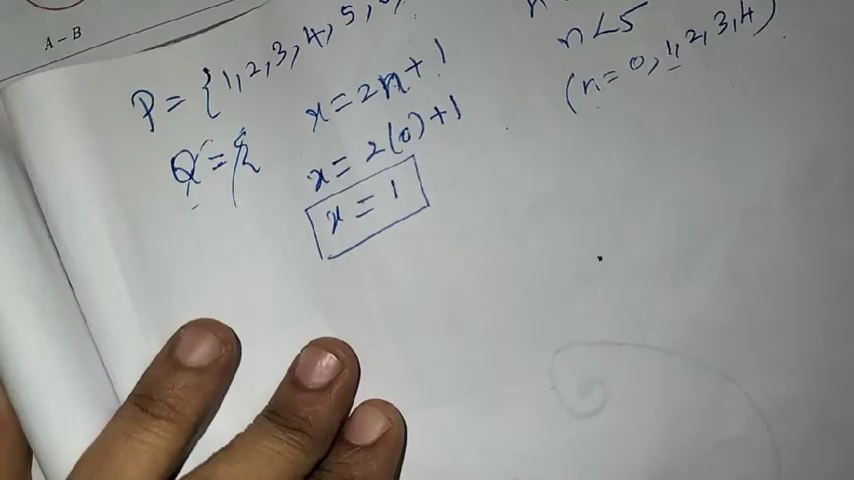 A – B
P = {1, 2, 3, 4, 5,
n < 5
x = 2n + 1
(n = 0, 1, 2, 3, 4)
Q =
x = 2(0) + 1
x = 1